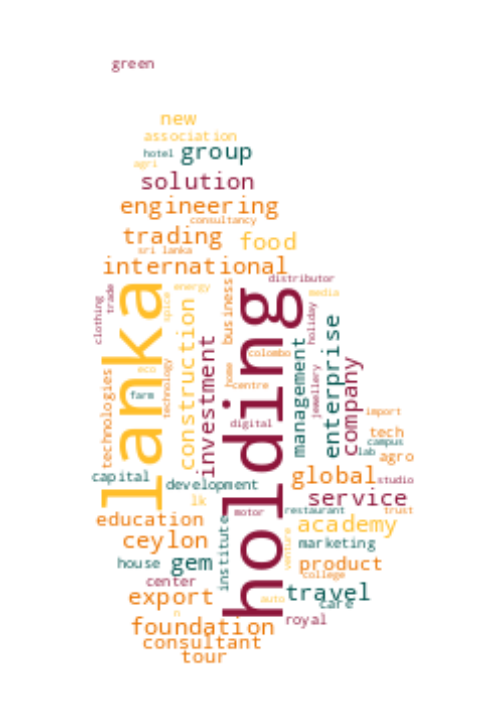 green
new
association
hotel group
agri
solution
engineering
consultancy
trading food
sri lanka
international
distributor
clothing
trade
lanka
space
energy
construction
business
holding
media
holiday
enterprise
management
investment
colombo
company
technologies
eco
technology
farm
home
centre
jewellery
digital
import
tech
campus
lab
agro
capital
development
global
studio
lk
service
motor
restaurant
trust
education
institute
academy
ceylon
venture
marketing
house gem
product
center
college
export
auto
travel
care
n
foundation
royal
consultant
tour